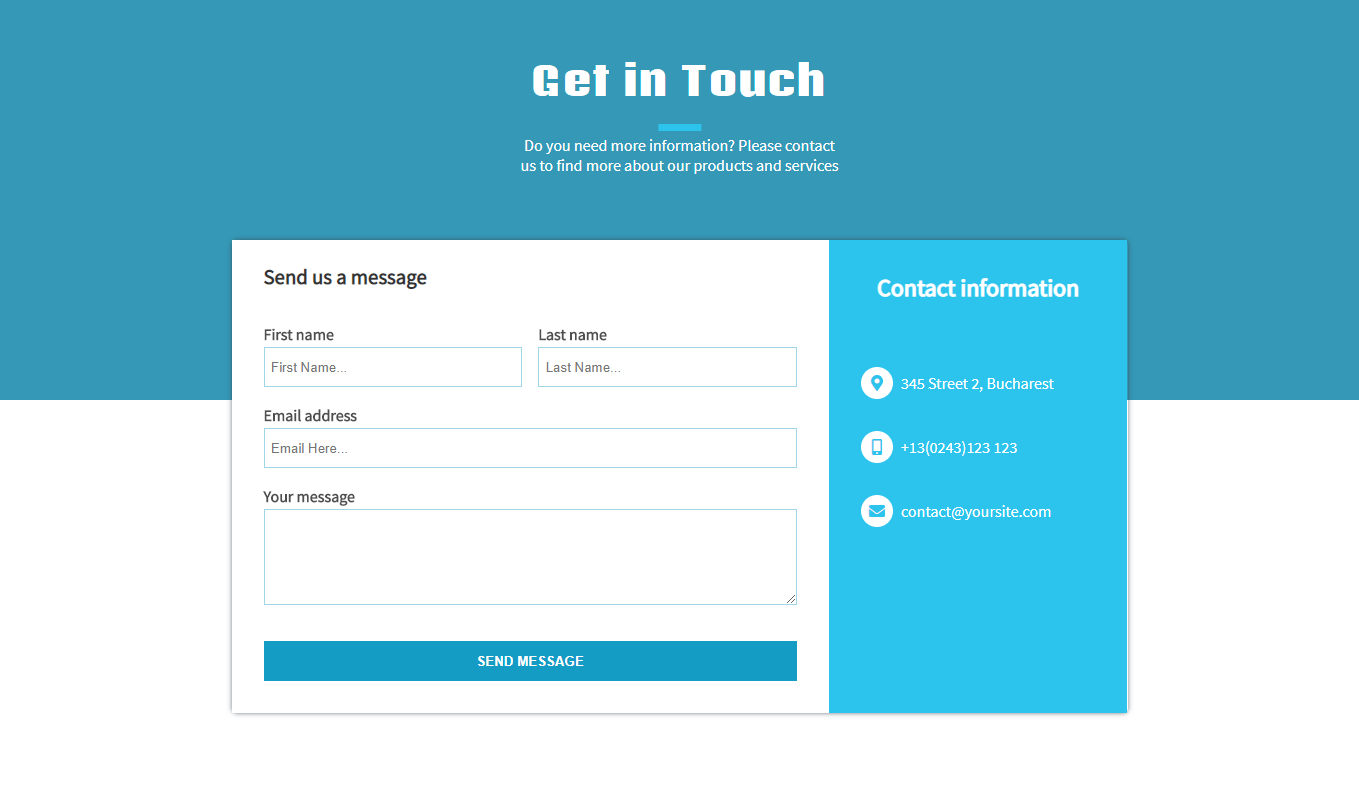 Get in Touch
Do you need more information? Please contact
us to find more about our products and services
Send us a message
First name
Last name
First Name...
Last Name...
Email address
Email Here...
Your message
SEND MESSAGE
Contact information
345 Street 2, Bucharest
+13(0243)123 123
contact@yoursite.com